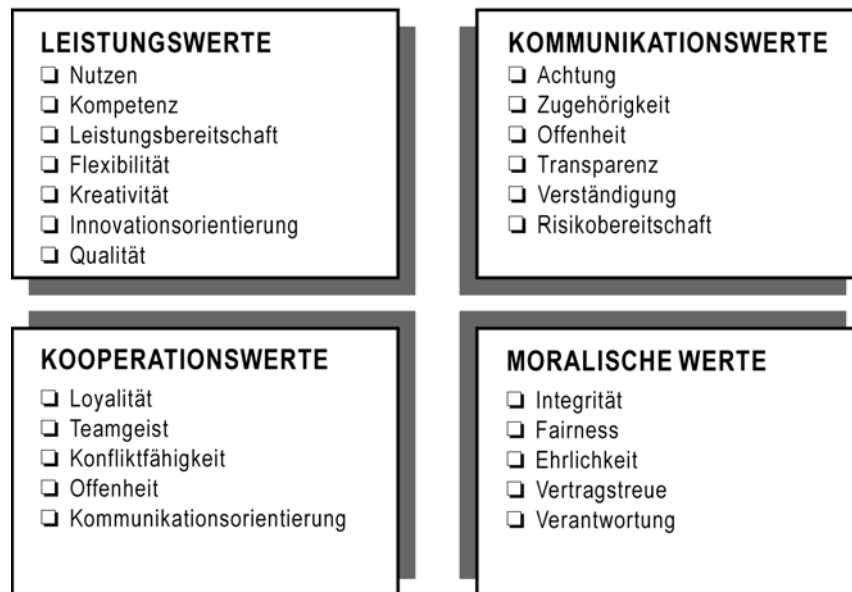 LEISTUNGSWERTE
❏ Nutzen
❏ Kompetenz
❏ Leistungsbereitschaft
❏ Flexibilität
❏ Kreativität
❏ Innovationsorientierung
❏ Qualität
KOMMUNIKATIONSWERTE
❏ Achtung
❏ Zugehörigkeit
❏ Offenheit
❏ Transparenz
❏ Verständigung
❏ Risikobereitschaft
KOOPERATIONSWERTE
❏ Loyalität
❏ Teamgeist
❏ Konfliktfähigkeit
❏ Offenheit
❏ Kommunikationsorientierung
MORALISCHE WERTE
❏ Integrität
❏ Fairness
❏ Ehrlichkeit
❏ Vertragstreue
❏ Verantwortung